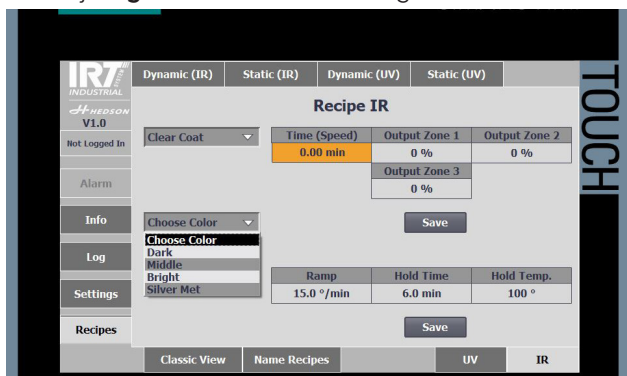 IRT
SYSTEM
INDUSTRIAL
HEDSON
V1.0
Not Logged In
Alarm
Info
Log
Settings
Recipes
Dynamic (IR)
Static (IR)
Dynamic (UV)
Static (UV)
Recipe IR
Clear Coat
Time (Speed)
Output Zone 1
Output Zone 2
0.00 min
0 %
0 %
Output Zone 3
0 %
Choose Color
Save
Choose Color
Dark
Middle
Bright
Silver Met
Ramp
Hold Time
Hold Temp.
15.0 °/min
6.0 min
100 °
Save
Classic View
Name Recipes
UV
IR
TOUCH